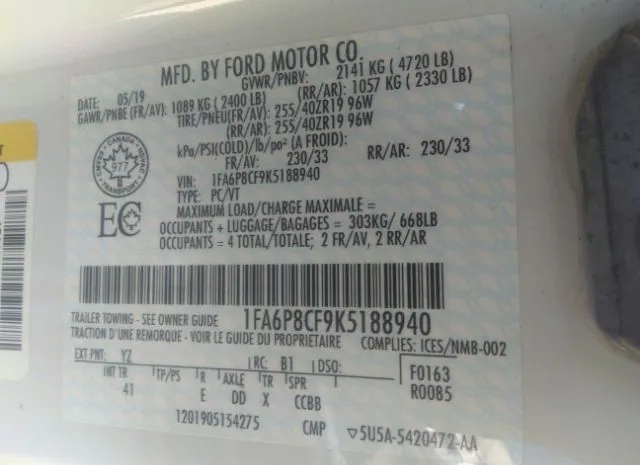 MFD. BY FORD MOTOR CO.
DATE: 05/19 GVWR/PNBV: 2141 KG ( 4720 LB)
GAWR/PNBE (FR/AV): 1089 KG ( 2400 LB) (RR/AR): 1057 KG ( 2330 LB)
TIRE/PNEU(FR/AV): 255/40ZR19 96W
(RR/AR): 255/40ZR19 96W
kPa/PSI(COLD)/lb/po² (A FROID):
FR/AV: 230/33 RR/AR: 230/33
VIN: 1FA6P8CF9K5188940
TYPE: PC/VT
CANADA
977
TRANSPORT
EC
MAXIMUM LOAD/CHARGE MAXIMALE =
OCCUPANTS + LUGGAGE/BAGAGES = 303KG/ 668LB
OCCUPANTS = 4 TOTAL/TOTALE; 2 FR/AV, 2 RR/AR
TRAILER TOWING - SEE OWNER GUIDE 1FA6P8CF9K5188940
TRACTION D'UNE REMORQUE - VOIR LE GUIDE DU PROPRIETAIRE COMPLIES: ICES/NMB-002
EXT PNT: YZ RC: B1 DSO: F0163
INT TR TP/PS R AXLE TR SPR R0085
41 E DD X CCBB
1201905154275 CMP ▽5U5A-5420472-AA